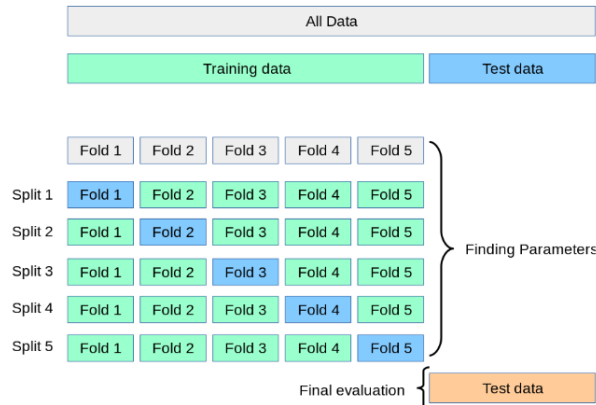 All Data
Training data Test data
Fold 1 Fold 2 Fold 3 Fold 4 Fold 5
Split 1 Fold 1 Fold 2 Fold 3 Fold 4 Fold 5
Split 2 Fold 1 Fold 2 Fold 3 Fold 4 Fold 5
Finding Parameters
Split 3 Fold 1 Fold 2 Fold 3 Fold 4 Fold 5
Split 4 Fold 1 Fold 2 Fold 3 Fold 4 Fold 5
Split 5 Fold 1 Fold 2 Fold 3 Fold 4 Fold 5
Final evaluation Test data